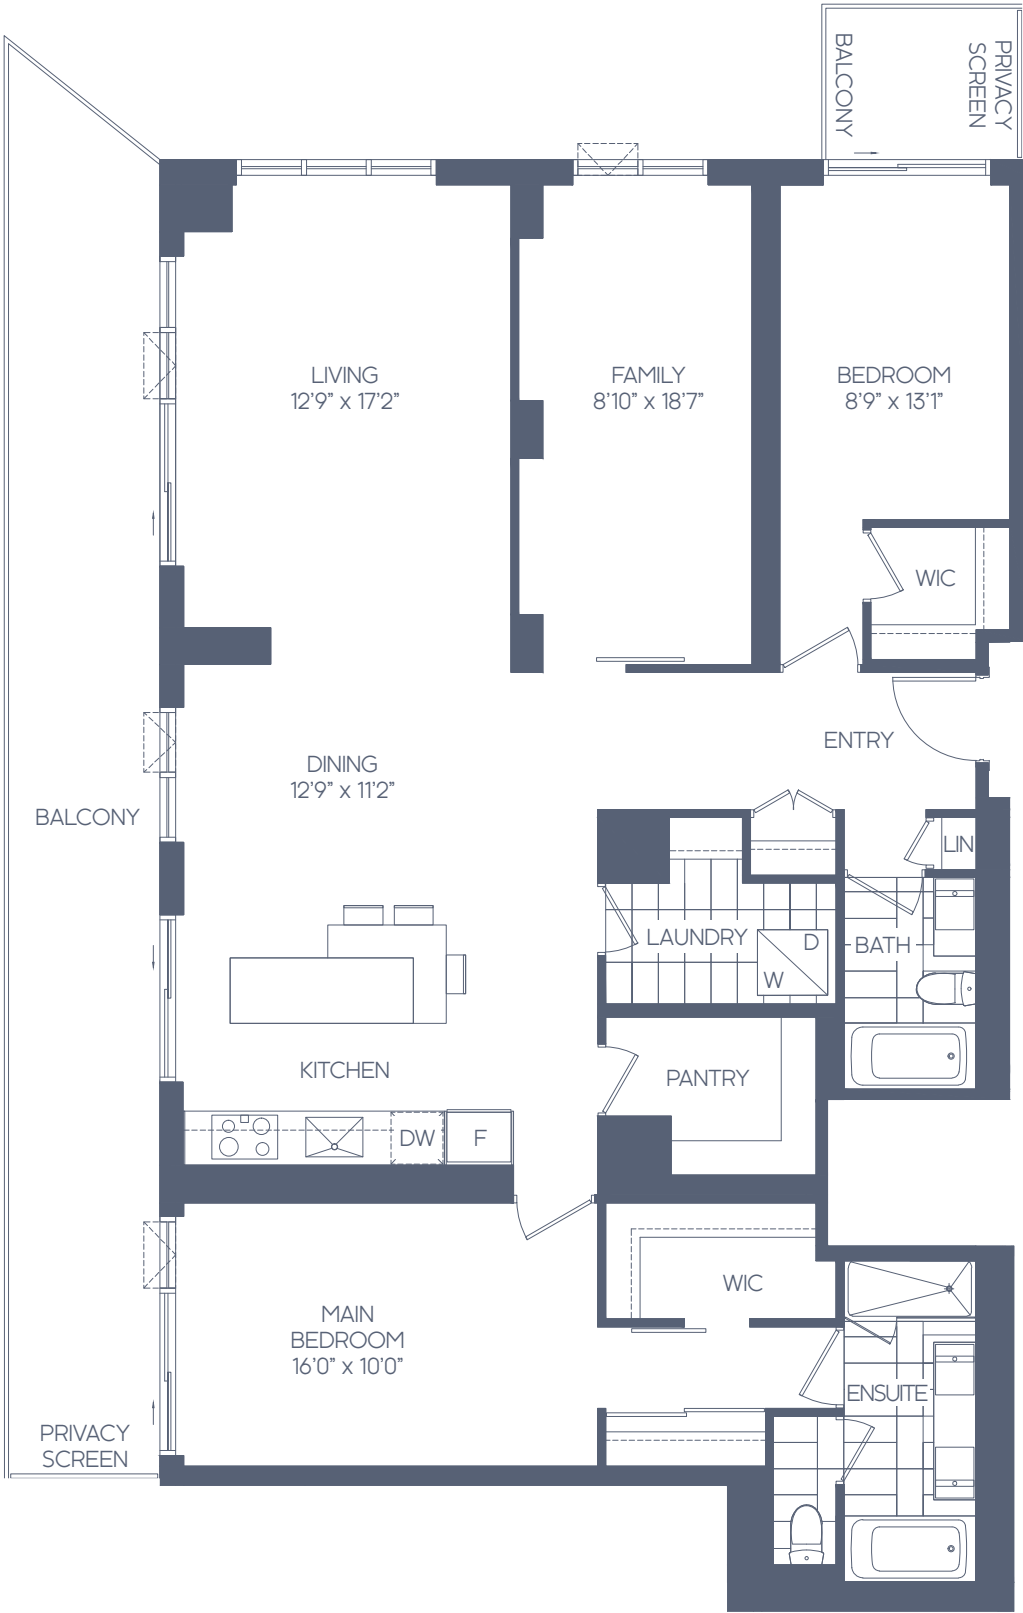 BALCONY
PRIVACY
SCREEN
LIVING
12'9" x 17'2"
FAMILY
8'10" x 18'7"
BEDROOM
8'9" x 13'1"
WIC
ENTRY
DINING
12'9" x 11'2"
BALCONY
LIN
LAUNDRY
D
W
BATH
KITCHEN
PANTRY
DW
F
WIC
MAIN
BEDROOM
16'0" x 10'0"
ENSUITE
PRIVACY
SCREEN